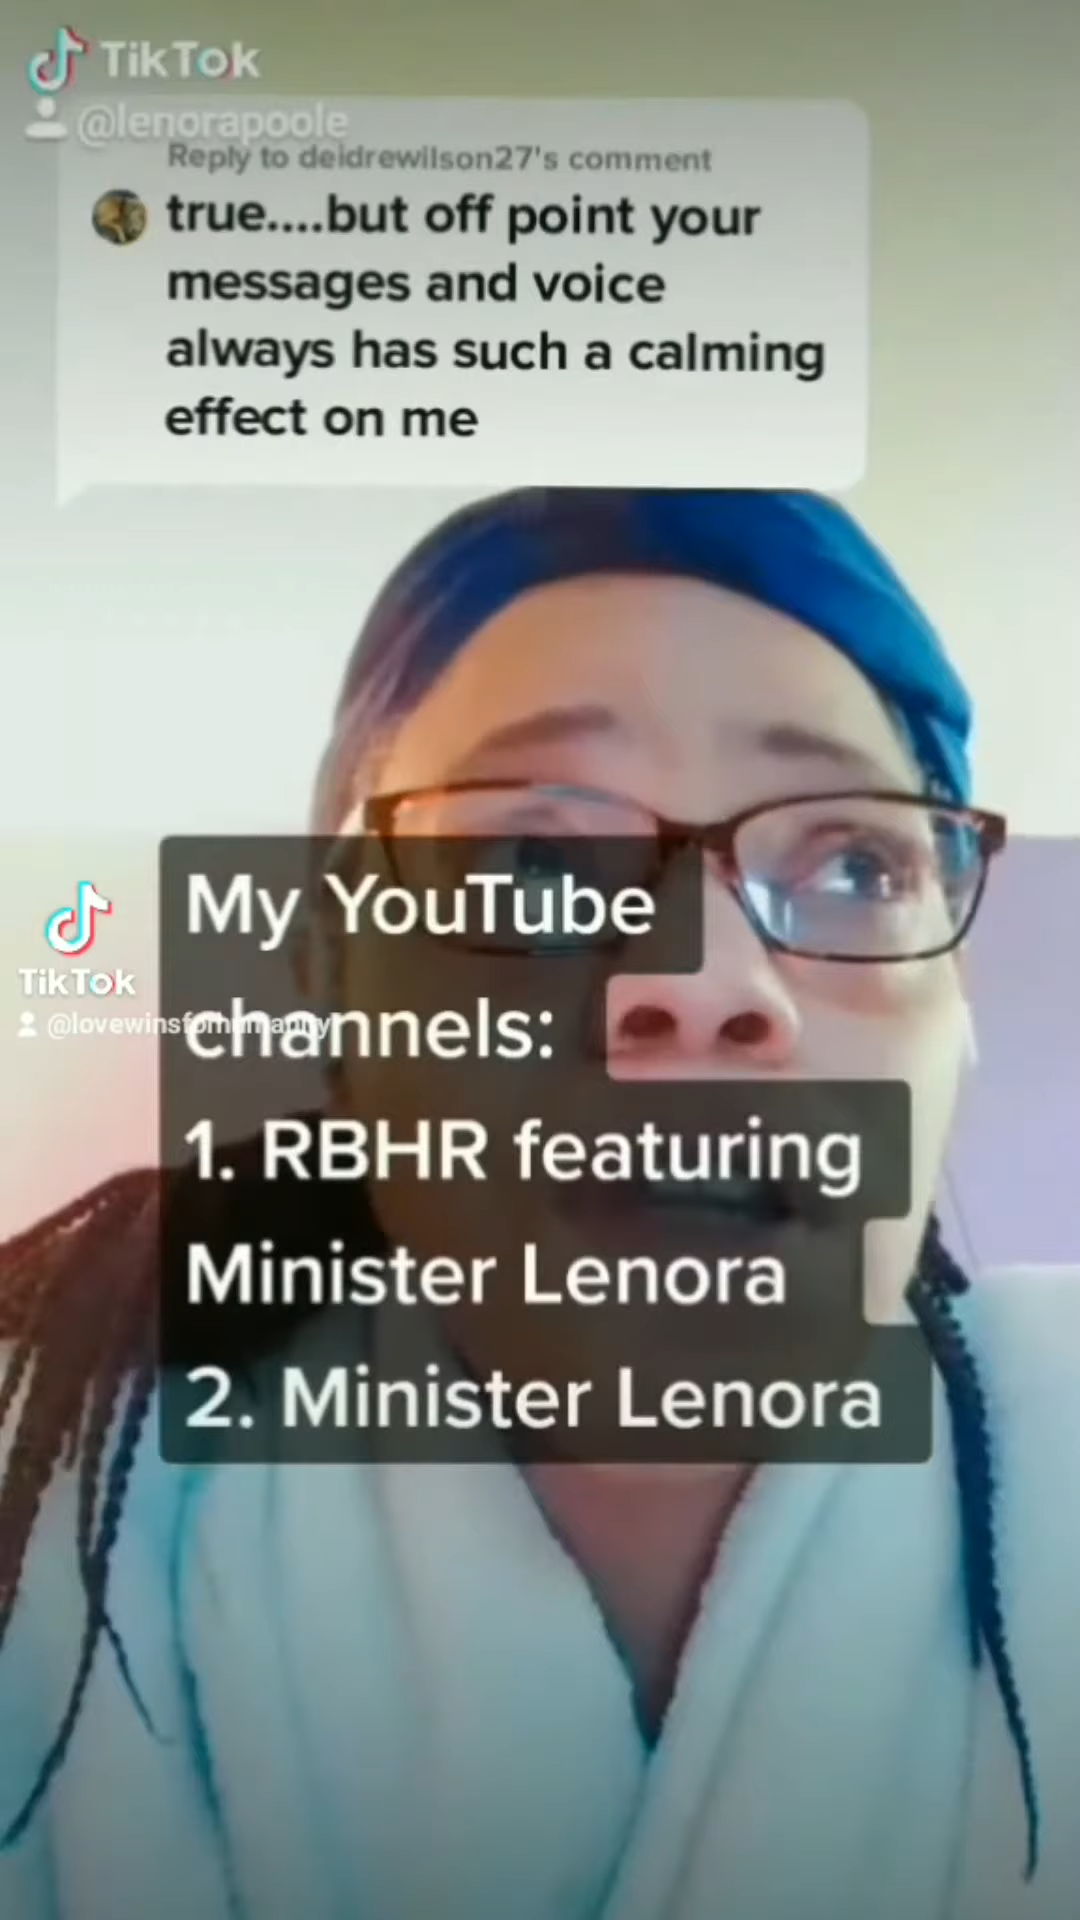 TikTok
@lenorapoole
Reply to deidrewilson27's comment
true....but off point your
messages and voice
always has such a calming
effect on me
My YouTube
channels:
1. RBHR featuring
Minister Lenora
2. Minister Lenora
TikTok
@lovewinsforhumanity